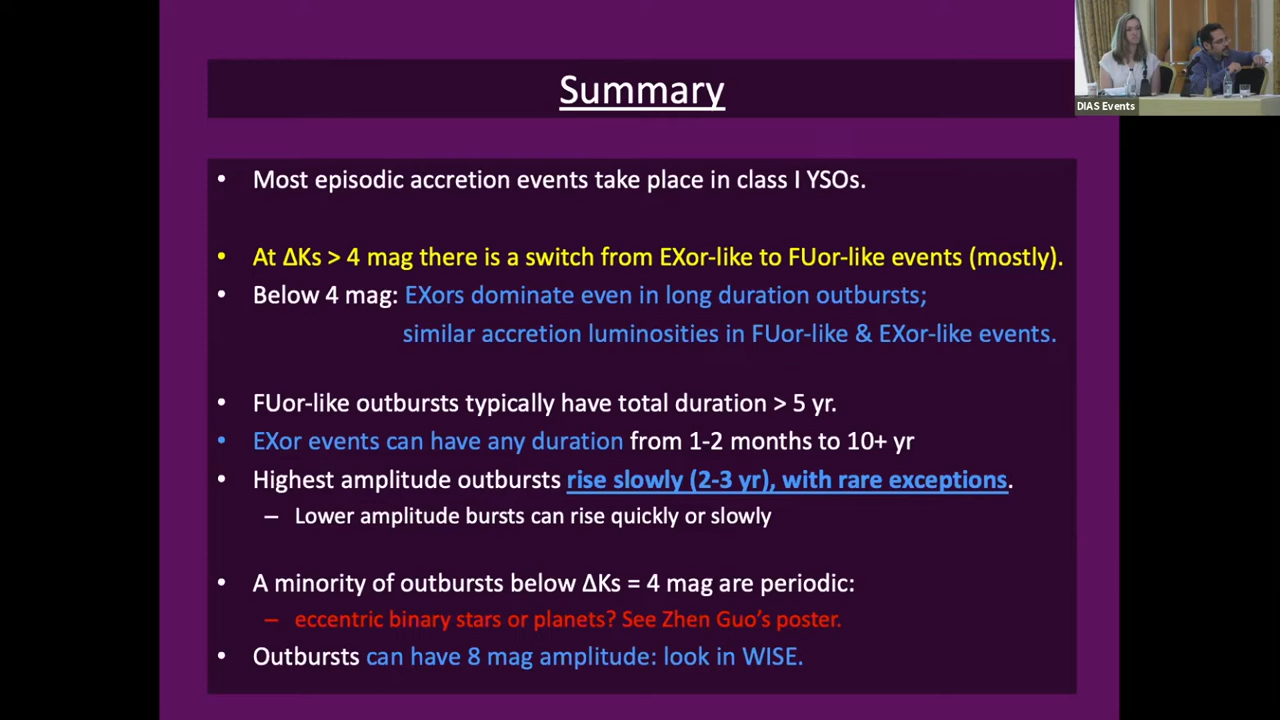 DIAS Events
Summary
• Most episodic accretion events take place in class I YSOs.
• At ΔKs > 4 mag there is a switch from EXor-like to FUor-like events (mostly).
• Below 4 mag: EXors dominate even in long duration outbursts;
similar accretion luminosities in FUor-like & EXor-like events.
• FUor-like outbursts typically have total duration > 5 yr.
• EXor events can have any duration from 1-2 months to 10+ yr
• Highest amplitude outbursts rise slowly (2-3 yr), with rare exceptions.
– Lower amplitude bursts can rise quickly or slowly
• A minority of outbursts below ΔKs = 4 mag are periodic:
– eccentric binary stars or planets? See Zhen Guo's poster.
• Outbursts can have 8 mag amplitude: look in WISE.